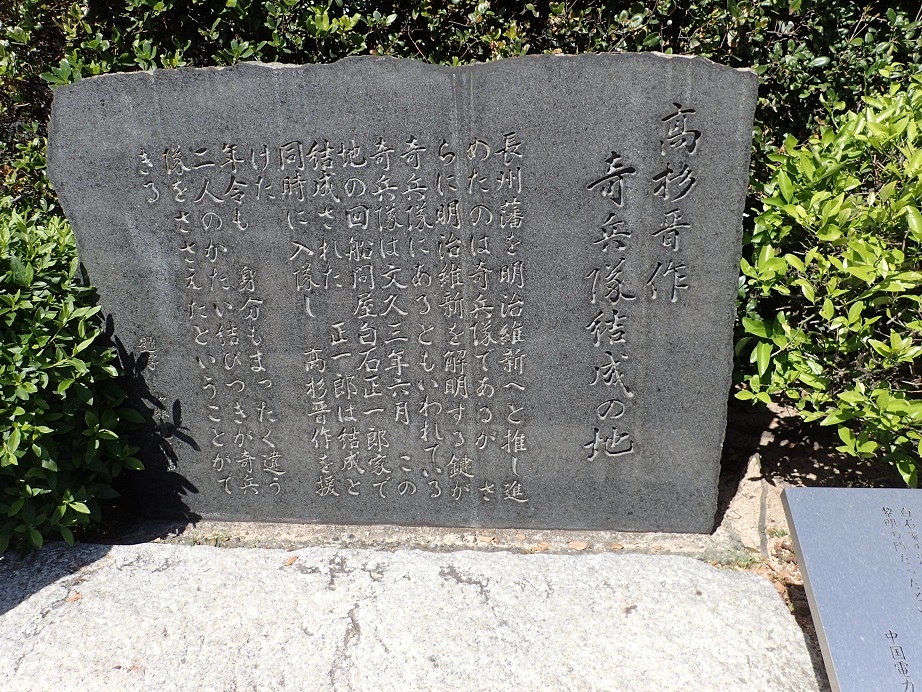 高杉晋作
奇兵隊結成の地
長州藩を明治維新へと推し進
めたのは奇兵隊であるが さ
らに明治維新を解明する鍵が
奇兵隊にあるともいわれている
奇兵隊は文久三年六月 この
地の回船問屋白石正一郎家で
結成された 正一郎は結成と
同時に入隊し 高杉晋作を援
けた
年令も 身分もまったく違う
二人のかたい結びつきが奇兵
隊をささえたということがで
きる
中国電力